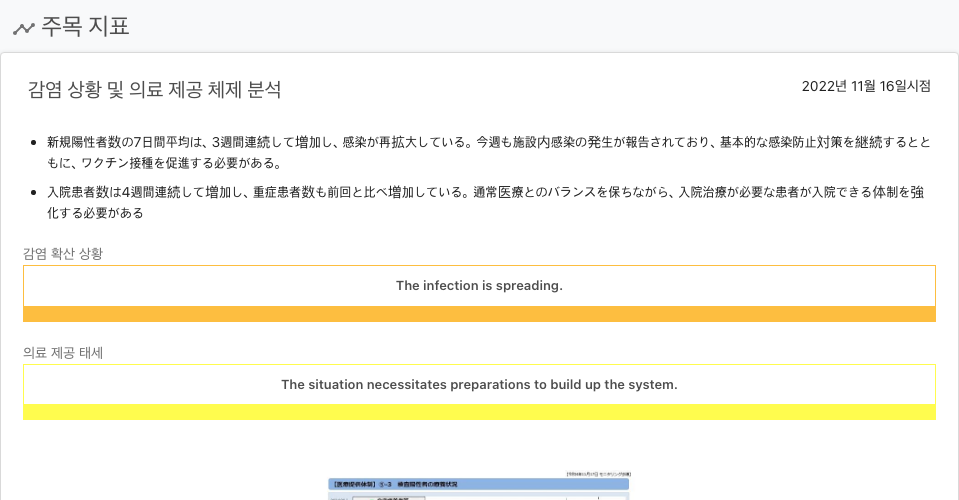 주목 지표
감염 상황 및 의료 제공 체제 분석
2022년 11월 16일시점
新規陽性者数の7日間平均は、3週間連続して増加し、感染が再拡大している。今週も施設内感染の発生が報告されており、基本的な感染防止対策を継続するとと
もに、ワクチン接種を促進する必要がある。
入院患者数は4週間連続して増加し、重症患者数も前回と比べ増加している。通常医療とのバランスを保ちながら、入院治療が必要な患者が入院できる体制を強
化する必要がある
감염 확산 상황
The infection is spreading.
의료 제공 태세
The situation necessitates preparations to build up the system.
【医療提供体制】⑤-3 検査陽性者の療養状況